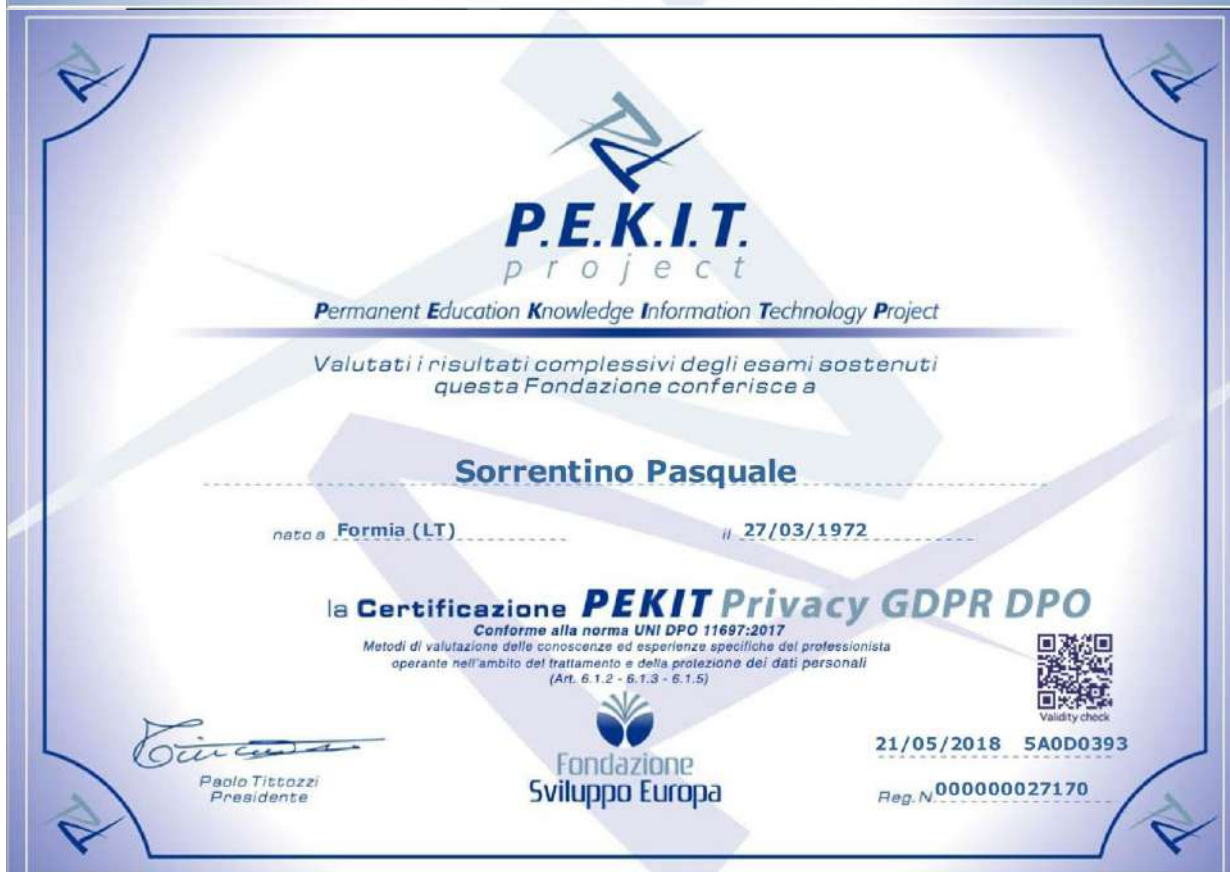 P.E.K.I.T.
project
Permanent Education Knowledge Information Technology Project
Valutati i risultati complessivi degli esami sostenuti
questa Fondazione conferisce a
Sorrentino Pasquale
nato a Formia (LT) il 27/03/1972
la Certificazione PEKIT Privacy GDPR DPO
Conforme alla norma UNI DPO 11697:2017
Metodi di valutazione delle conoscenze ed esperienze specifiche del professionista
operante nell'ambito del trattamento e della protezione dei dati personali
(Art. 6.1.2 - 6.1.3 - 6.1.5)
Validity check
21/05/2018 5A0D0393
Paolo Tittozzi
Presidente
Fondazione
Sviluppo Europa
Reg. N. 000000027170